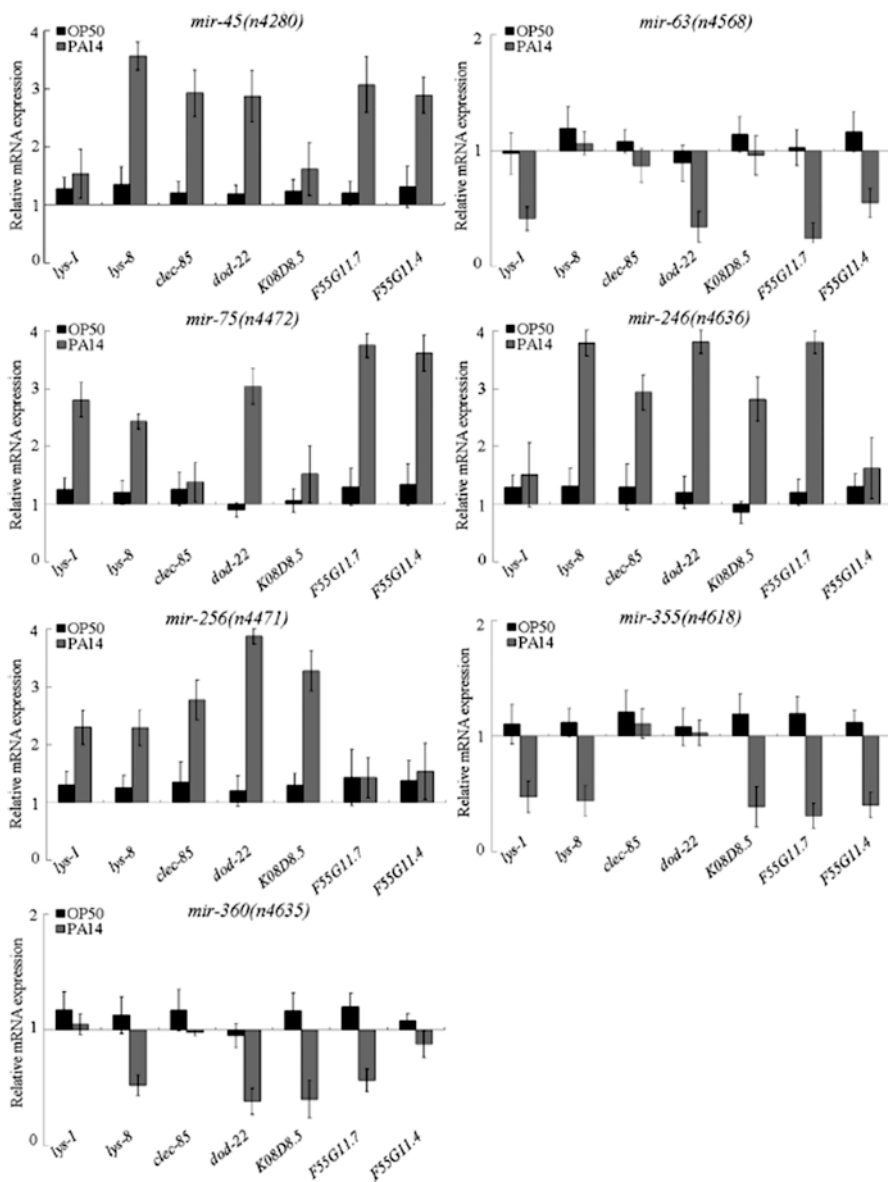 mir-45(n4280)
Relative mRNA expression
OP50
PA14
4
3
2
1
0
lys-1 lys-8 clec-85 dod-22 K08D8.5 F55G11.7 F55G11.4
mir-63(n4568)
Relative mRNA expression
OP50
PA14
2
1
0
lys-1 lys-8 clec-85 dod-22 K08D8.5 F55G11.7 F55G11.4
mir-75(n4472)
Relative mRNA expression
OP50
PA14
4
3
2
1
0
lys-1 lys-8 clec-85 dod-22 K08D8.5 F55G11.7 F55G11.4
mir-246(n4636)
Relative mRNA expression
OP50
PA14
4
3
2
1
0
lys-1 lys-8 clec-85 dod-22 K08D8.5 F55G11.7 F55G11.4
mir-256(n4471)
Relative mRNA expression
OP50
PA14
4
3
2
1
0
lys-1 lys-8 clec-85 dod-22 K08D8.5 F55G11.7 F55G11.4
mir-355(n4618)
Relative mRNA expression
OP50
PA14
2
1
0
lys-1 lys-8 clec-85 dod-22 K08D8.5 F55G11.7 F55G11.4
mir-360(n4635)
Relative mRNA expression
OP50
PA14
2
1
0
lys-1 lys-8 clec-85 dod-22 K08D8.5 F55G11.7 F55G11.4